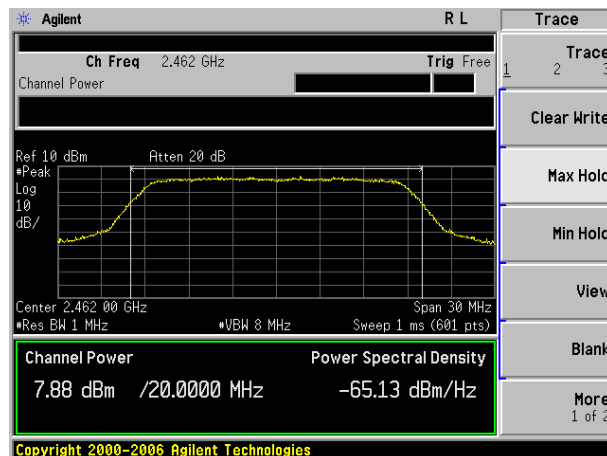 Agilent R L Trace
Ch Freq 2.462 GHz Trig Free
Channel Power
Trace
1 2 3
Clear Write
Max Hold
Min Hold
View
Blank
More
1 of 2
Ref 10 dBm Atten 20 dB
#Peak
Log
10
dB/
Center 2.462 00 GHz Span 30 MHz
#Res BW 1 MHz #VBW 8 MHz Sweep 1 ms (601 pts)
Channel Power Power Spectral Density
7.88 dBm /20.0000 MHz -65.13 dBm/Hz
Copyright 2000-2006 Agilent Technologies